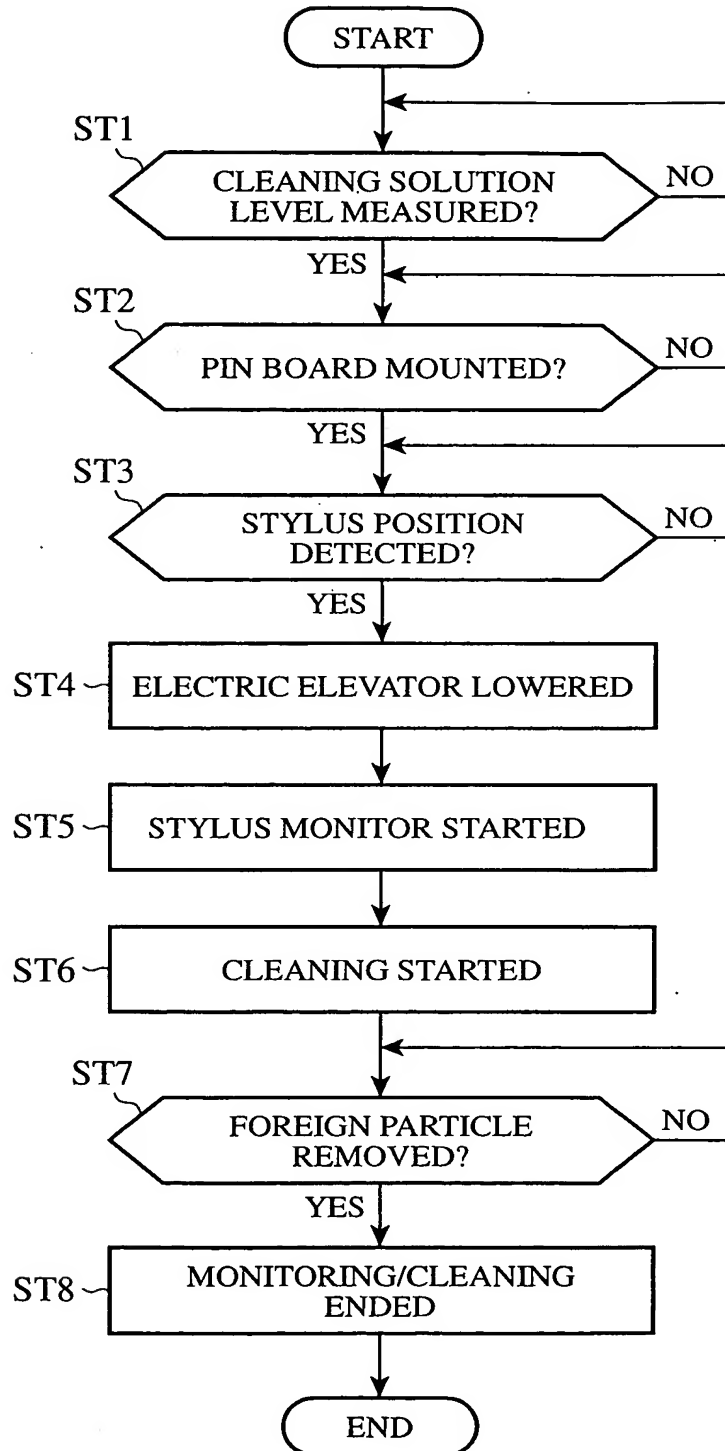 START
ST1
CLEANING SOLUTION
LEVEL MEASURED?
NO
YES
ST2
PIN BOARD MOUNTED?
NO
YES
ST3
STYLUS POSITION
DETECTED?
NO
YES
ST4
ELECTRIC ELEVATOR LOWERED
ST5
STYLUS MONITOR STARTED
ST6
CLEANING STARTED
ST7
FOREIGN PARTICLE
REMOVED?
NO
YES
ST8
MONITORING/CLEANING
ENDED
END